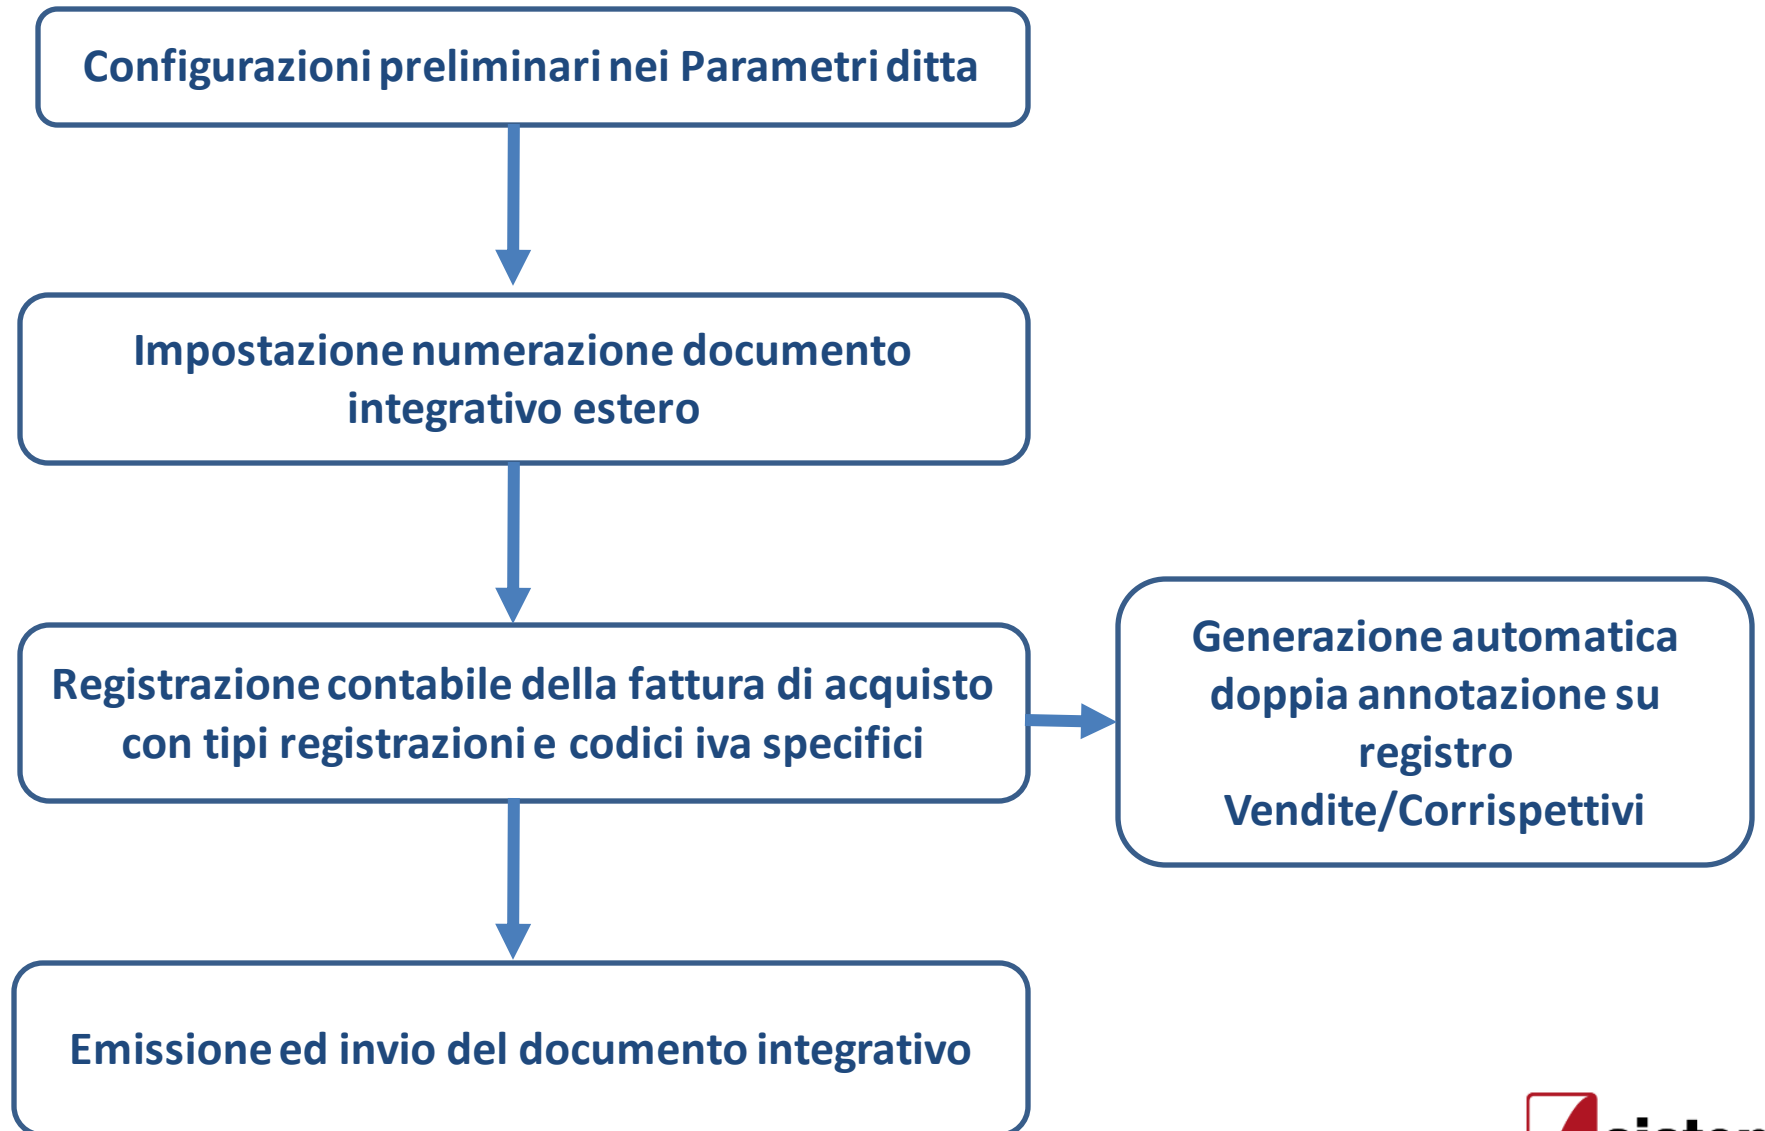 Configurazioni preliminari nei Parametri ditta
Impostazione numerazione documento
integrativo estero
Registrazione contabile della fattura di acquisto
con tipi registrazioni e codici iva specifici
Generazione automatica
doppia annotazione su
registro
Vendite/Corrispettivi
Emissione ed invio del documento integrativo